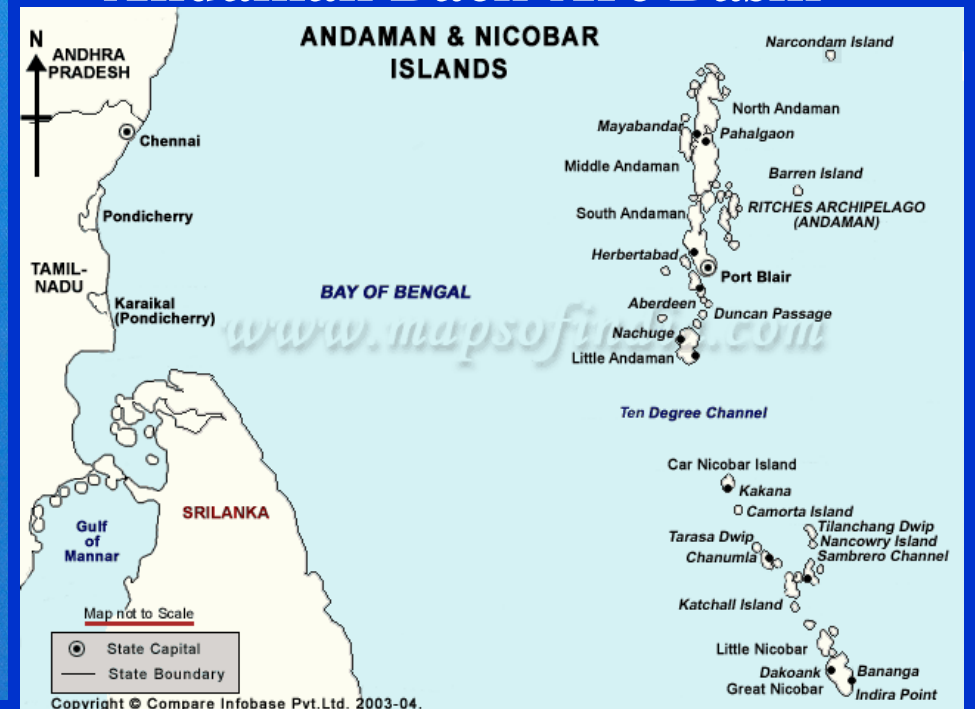 ANDAMAN & NICOBAR
ISLANDS
N
ANDHRA
PRADESH
Chennai
Pondicherry
TAMIL-
NADU
Karaikal
(Pondicherry)
BAY OF BENGAL
www.mapsofindia.com
Narcondam Island
North Andaman
Mayabandar
Pahalgaon
Middle Andaman
Barren Island
South Andaman
RITCHES ARCHIPELAGO
(ANDAMAN)
Herbertabad
Port Blair
Aberdeen
Duncan Passage
Nachuge
Little Andaman
Ten Degree Channel
Car Nicobar Island
Kakana
Camorta Island
Tilanchang Dwip
Tarasa Dwip
Nancowry Island
Chanumla
Sambrero Channel
Katchall Island
Little Nicobar
Dakoank
Bananga
Great Nicobar
Indira Point
SRILANKA
Gulf
of
Mannar
Map not to Scale
State Capital
State Boundary
Copyright © Compare Infobase Pvt.Ltd. 2003-04.